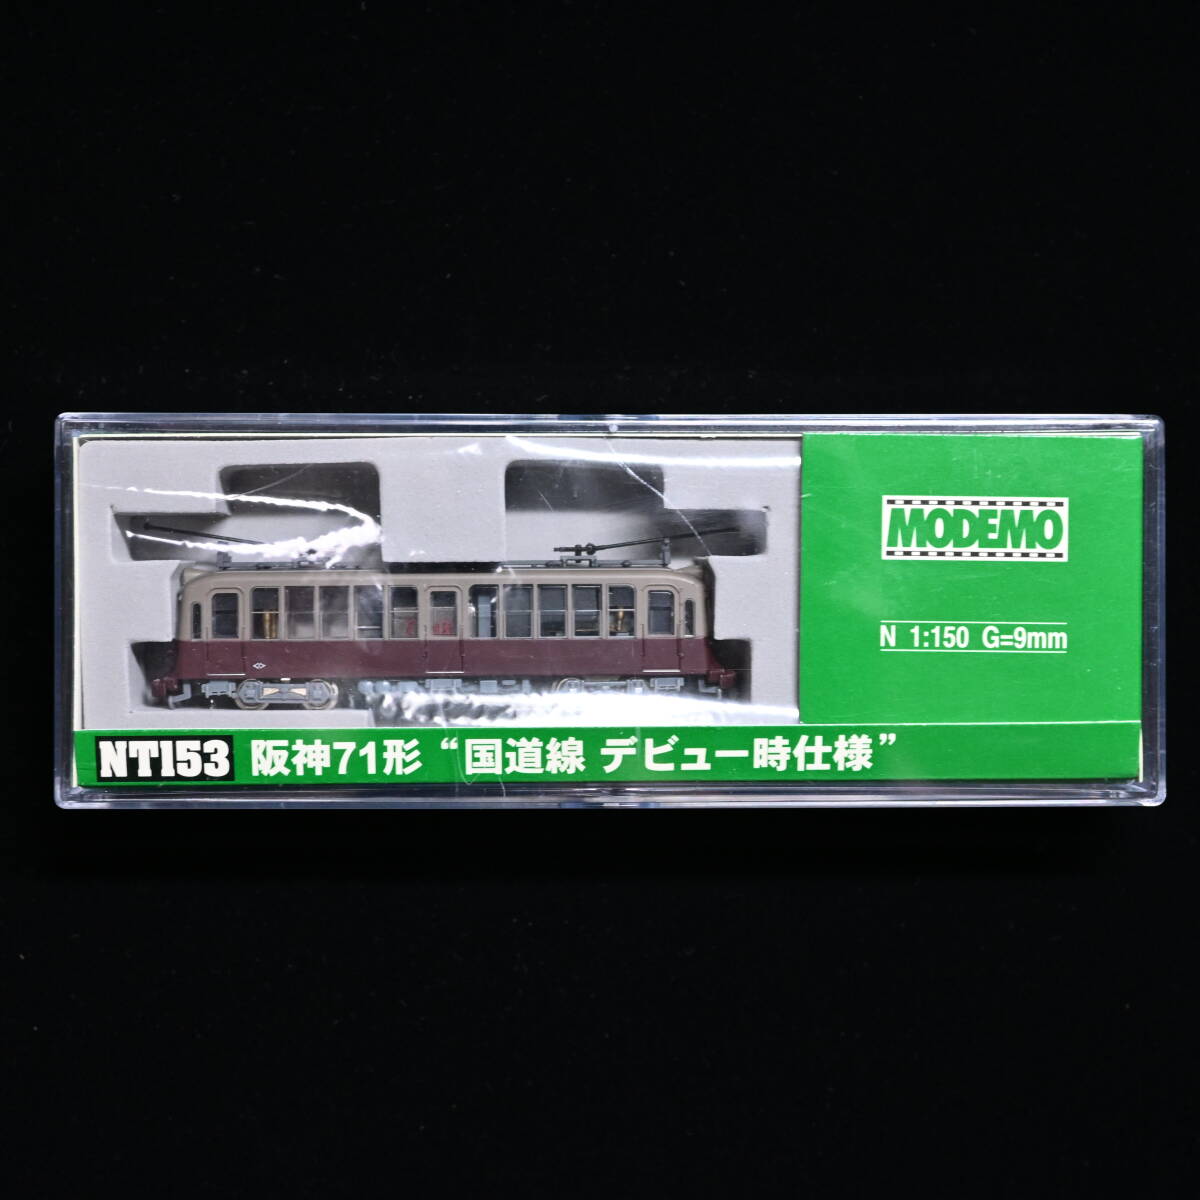 MODEMO
N 1:150 G=9mm
NT153 阪神71形 “国道線 デビュー時仕様”